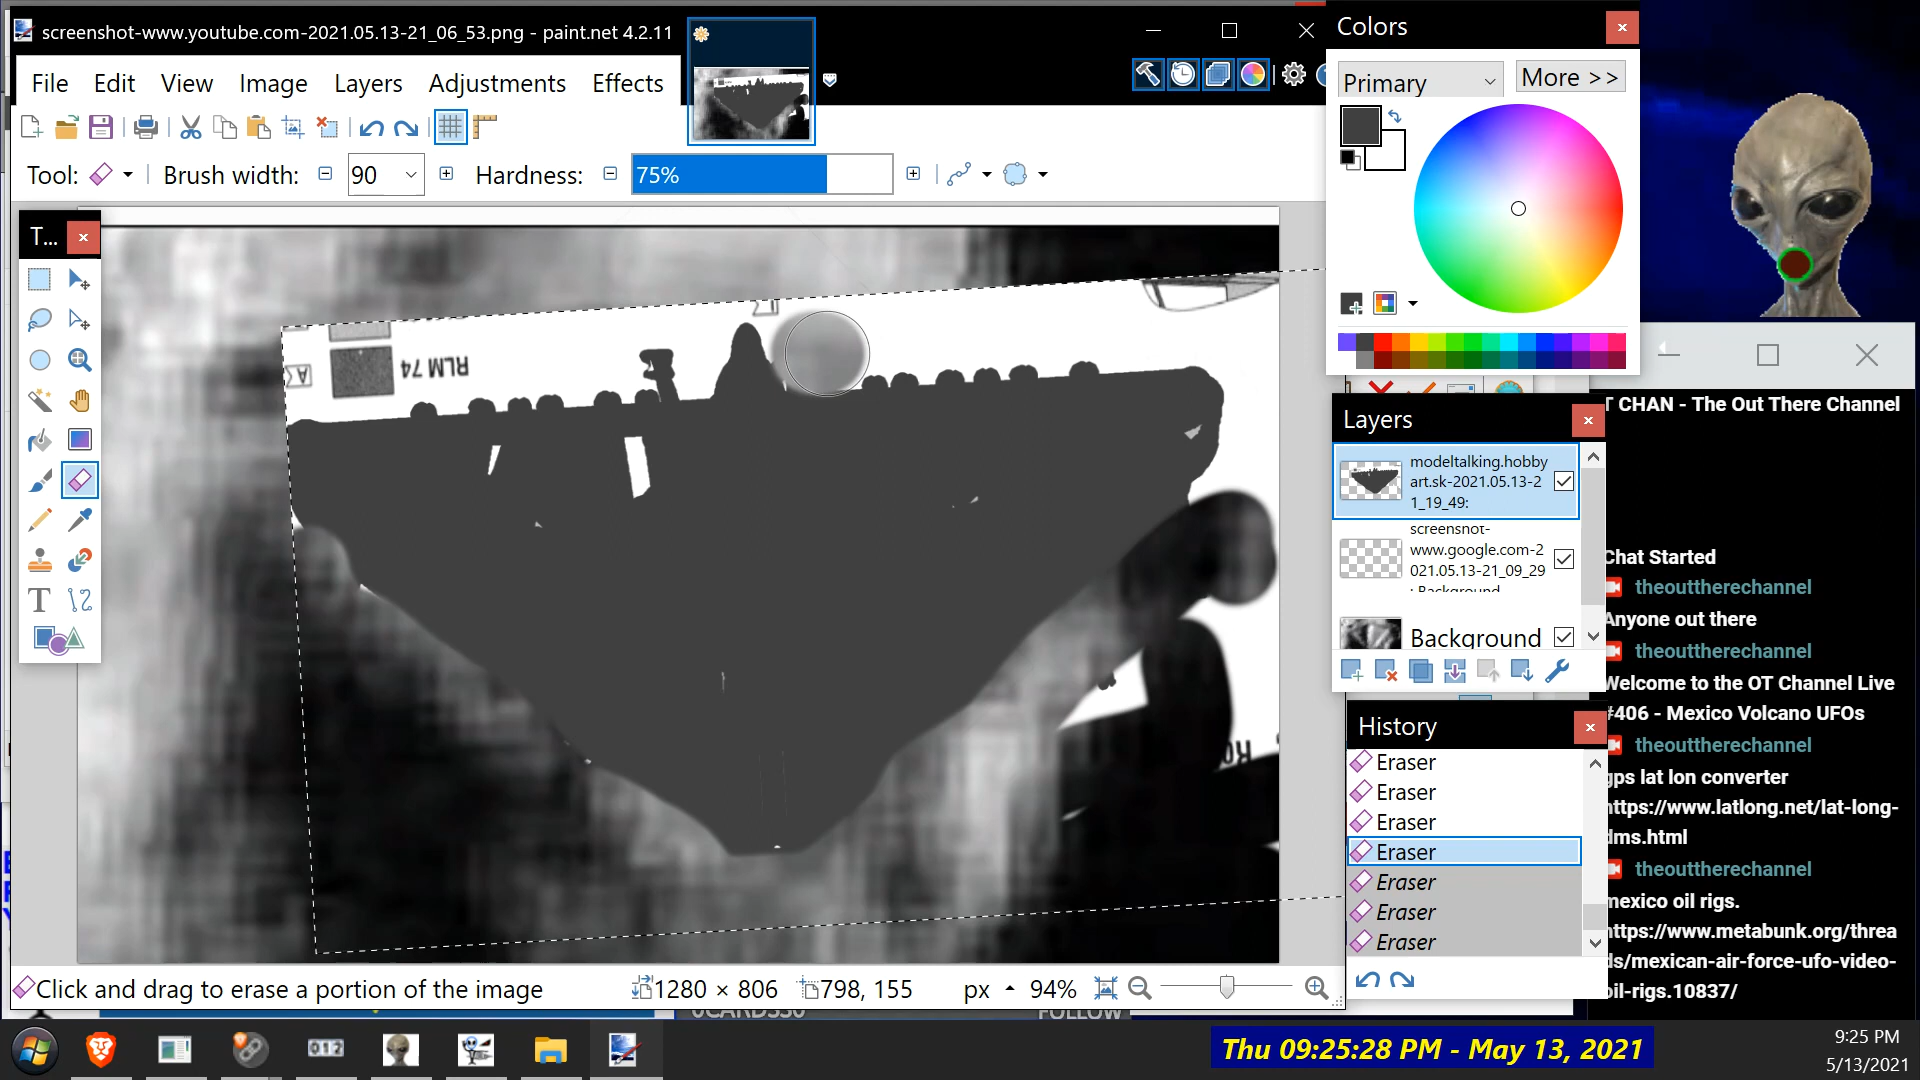 screenshot-www.youtube.com-2021.05.13-21_06_53.png - paint.net 4.2.11
File Edit View Image Layers Adjustments Effects
Tool: Brush width: 90 Hardness: 75%
T...
RLM 74
Colors
Primary
More >>
Layers
modeltalking.hobby
art.sk-2021.05.13-2
1_19_49:
screenshot-
www.google.com-2
021.05.13-21_09_29
: Background
Background
History
Eraser
Eraser
Eraser
Eraser
Eraser
Eraser
Eraser
Click and drag to erase a portion of the image
1280 × 806
798, 155
px
94%
T CHAN - The Out There Channel
Chat Started
theouttherechannel
Anyone out there
theouttherechannel
Welcome to the OT Channel Live
#406 - Mexico Volcano UFOs
theouttherechannel
gps lat lon converter
https://www.latlong.net/lat-long-
dms.html
theouttherechannel
mexico oil rigs.
https://www.metabunk.org/threa
ds/mexican-air-force-ufo-video-
oil-rigs.10837/
FOLLOW
012
Thu 09:25:28 PM - May 13, 2021
9:25 PM
5/13/2021